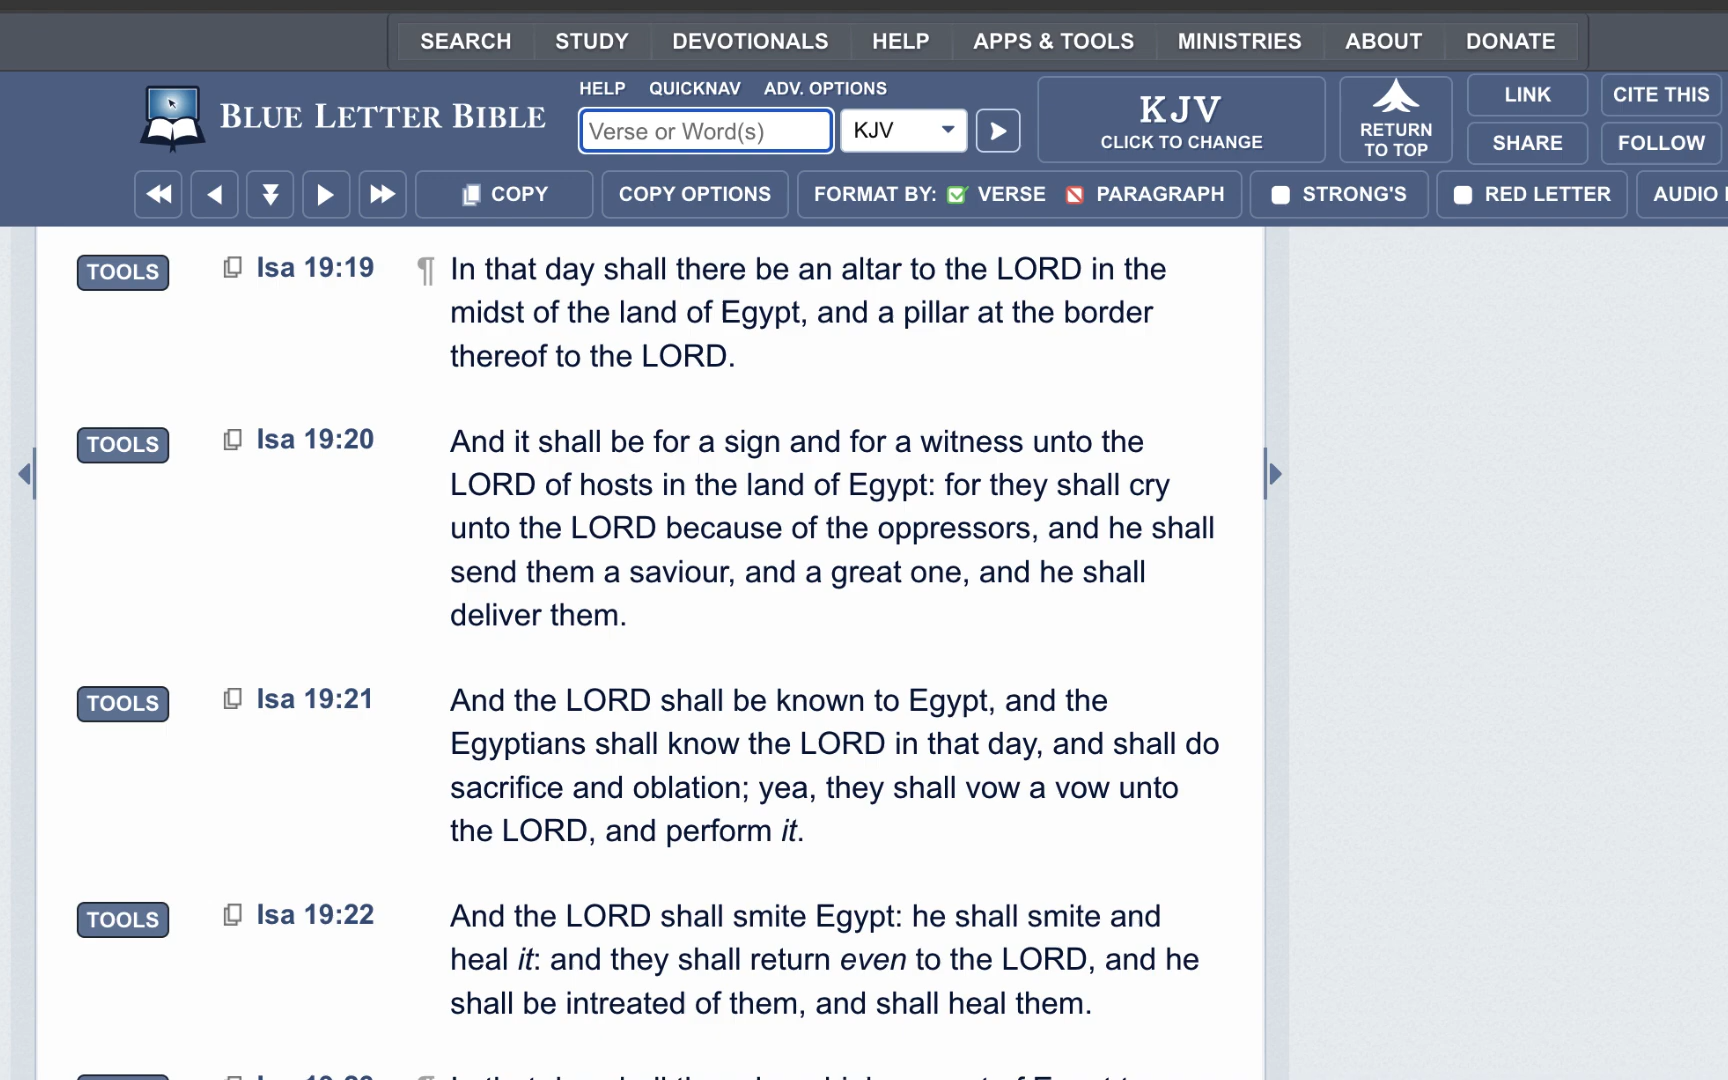 SEARCH STUDY DEVOTIONALS HELP APPS & TOOLS MINISTRIES ABOUT DONATE
HELP QUICKNAV ADV. OPTIONS
BLUE LETTER BIBLE
Verse or Word(s) KJV
KJV
CLICK TO CHANGE
RETURN
TO TOP
LINK CITE THIS
SHARE FOLLOW
COPY COPY OPTIONS FORMAT BY: VERSE PARAGRAPH STRONG'S RED LETTER AUDIO
TOOLS Isa 19:19 ¶ In that day shall there be an altar to the LORD in the
midst of the land of Egypt, and a pillar at the border
thereof to the LORD.
TOOLS Isa 19:20 And it shall be for a sign and for a witness unto the
LORD of hosts in the land of Egypt: for they shall cry
unto the LORD because of the oppressors, and he shall
send them a saviour, and a great one, and he shall
deliver them.
TOOLS Isa 19:21 And the LORD shall be known to Egypt, and the
Egyptians shall know the LORD in that day, and shall do
sacrifice and oblation; yea, they shall vow a vow unto
the LORD, and perform it.
TOOLS Isa 19:22 And the LORD shall smite Egypt: he shall smite and
heal it: and they shall return even to the LORD, and he
shall be intreated of them, and shall heal them.